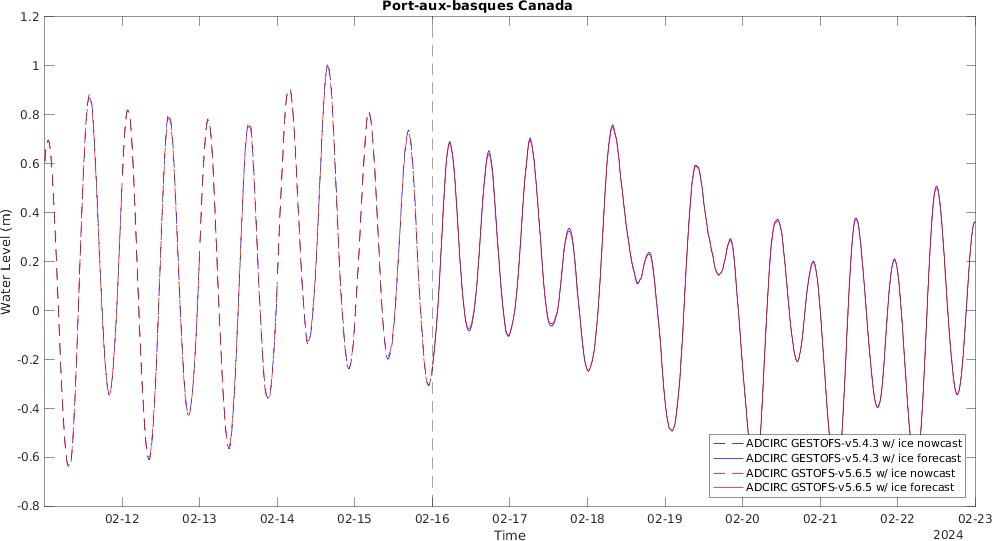 Port-aux-basques Canada
1.2
1
0.8
0.6
0.4
0.2
0
-0.2
-0.4
-0.6
-0.8
Water Level (m)
ADCIRC GESTOFS-v5.4.3 w/ ice nowcast
ADCIRC GESTOFS-v5.4.3 w/ ice forecast
ADCIRC GSTOFS-v5.6.5 w/ ice nowcast
ADCIRC GSTOFS-v5.6.5 w/ ice forecast
02-12 02-13 02-14 02-15 02-16 02-17 02-18 02-19 02-20 02-21 02-22 02-23
Time
2024